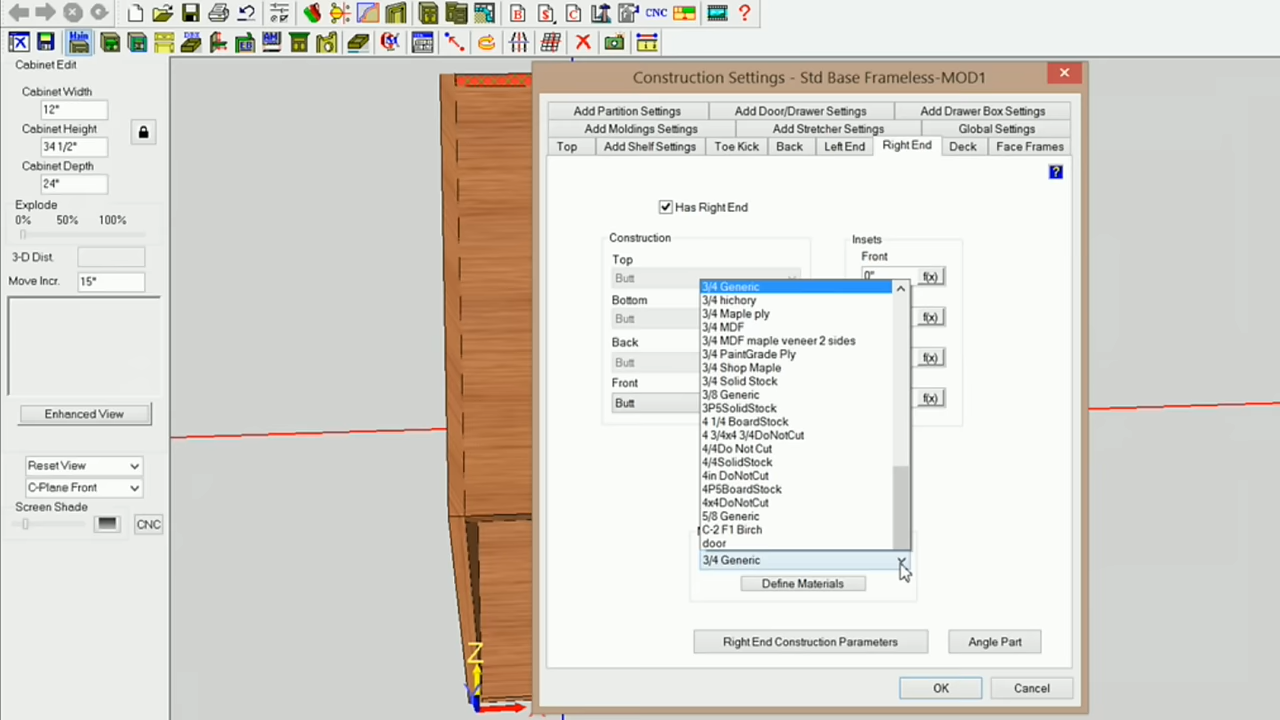 B
$
C
CNC
?
Main
DBX
EB
AM
Cabinet Edit
Cabinet Width
12"
Cabinet Height
34 1/2"
Cabinet Depth
24"
Explode
0% 50% 100%
3-D Dist.
Move Incr. 15"
Enhanced View
Reset View
C-Plane Front
Screen Shade
CNC
Z
Construction Settings - Std Base Frameless-MOD1
Add Partition Settings Add Door/Drawer Settings Add Drawer Box Settings
Add Moldings Settings Add Stretcher Settings Global Settings
Top Add Shelf Settings Toe Kick Back Left End Right End Deck Face Frames
?
Has Right End
Construction
Top
Butt
Bottom
Butt
Back
Butt
Front
Butt
Insets
Front
0" f(x)
f(x)
f(x)
f(x)
3/4 Generic
3/4 hichory
3/4 Maple ply
3/4 MDF
3/4 MDF maple veneer 2 sides
3/4 PaintGrade Ply
3/4 Shop Maple
3/4 Solid Stock
3/8 Generic
3P5SolidStock
4 1/4 BoardStock
4 3/4x4 3/4DoNotCut
4/4Do Not Cut
4/4SolidStock
4in DoNotCut
4P5BoardStock
4x4DoNotCut
5/8 Generic
C-2 F1 Birch
door
3/4 Generic
Define Materials
Right End Construction Parameters Angle Part
OK Cancel